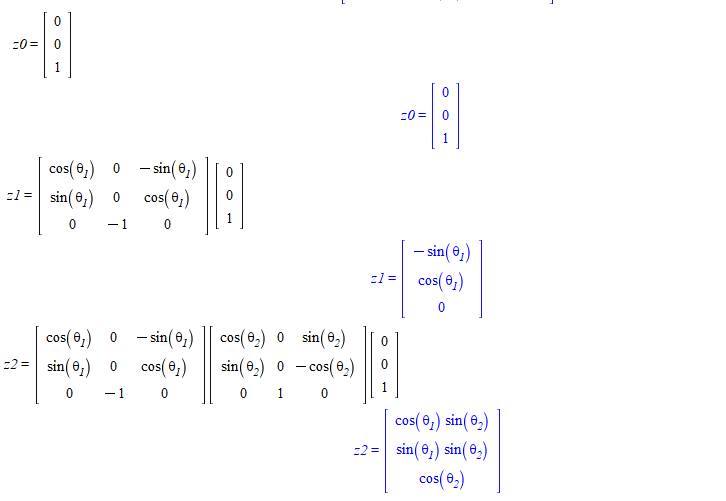 z0 = [0; 0; 1]
z0 = [0; 0; 1]
z1 = [cos(θ₁) 0 −sin(θ₁); sin(θ₁) 0 cos(θ₁); 0 −1 0] [0; 0; 1]
z1 = [−sin(θ₁); cos(θ₁); 0]
z2 = [cos(θ₁) 0 −sin(θ₁); sin(θ₁) 0 cos(θ₁); 0 −1 0] [cos(θ₂) 0 sin(θ₂); sin(θ₂) 0 −cos(θ₂); 0 1 0] [0; 0; 1]
z2 = [cos(θ₁) sin(θ₂); sin(θ₁) sin(θ₂); cos(θ₂)]